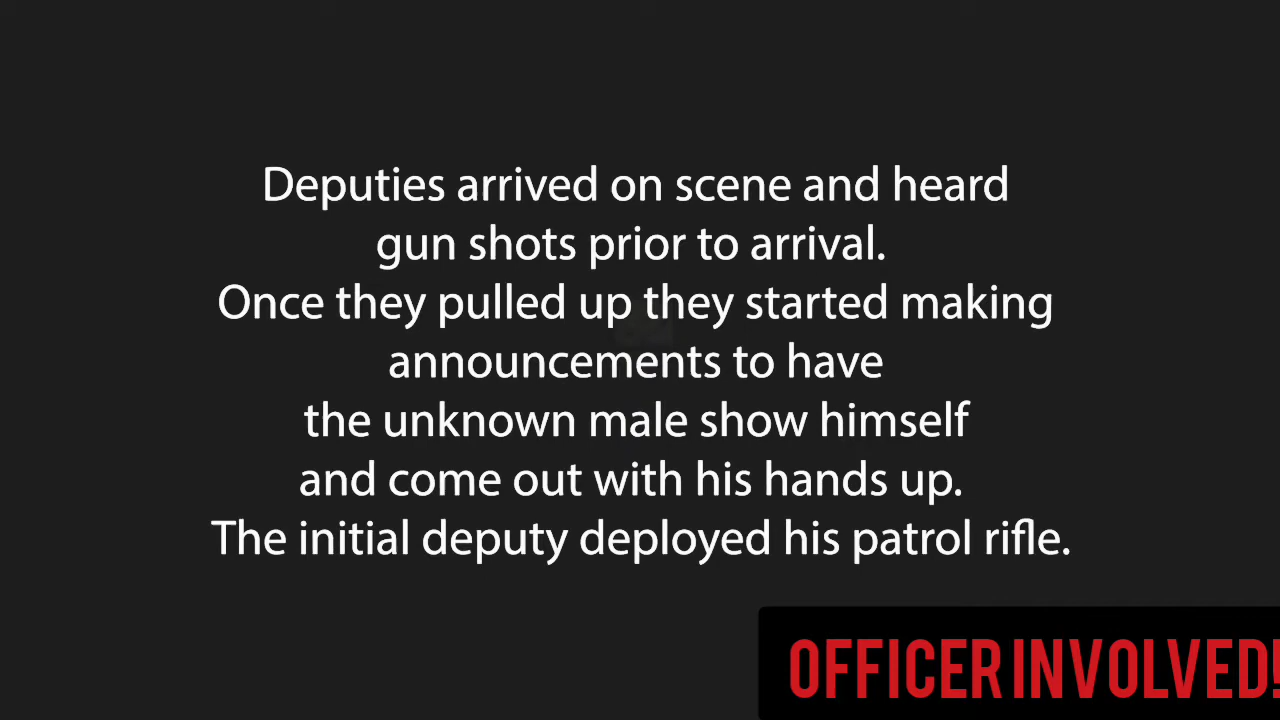 Deputies arrived on scene and heard
gun shots prior to arrival.
Once they pulled up they started making
announcements to have
the unknown male show himself
and come out with his hands up.
The initial deputy deployed his patrol rifle.
OFFICER INVOLVED!